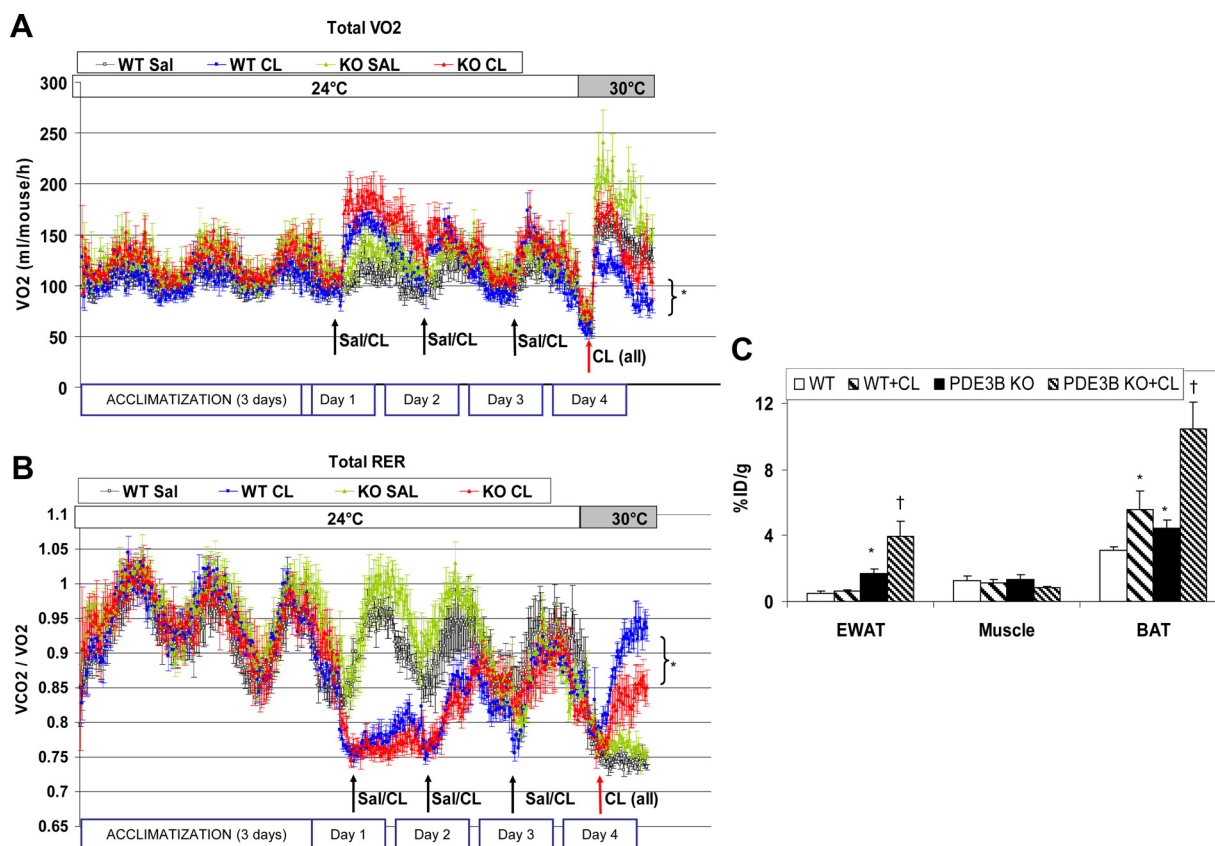 A
Total VO2
WT Sal WT CL KO SAL KO CL
24°C 30°C
300
250
200
150
100
50
0
VO2 (ml/mouse/h)
*
Sal/CL Sal/CL Sal/CL CL (all)
ACCLIMATIZATION (3 days) Day 1 Day 2 Day 3 Day 4
B
Total RER
WT Sal WT CL KO SAL KO CL
24°C 30°C
1.1
1.05
1
0.95
0.9
0.85
0.8
0.75
0.7
0.65
VCO2 / VO2
*
Sal/CL Sal/CL Sal/CL CL (all)
ACCLIMATIZATION (3 days) Day 1 Day 2 Day 3 Day 4
C
WT WT+CL PDE3B KO PDE3B KO+CL
12
8
4
0
%ID/g
* † * * †
EWAT Muscle BAT